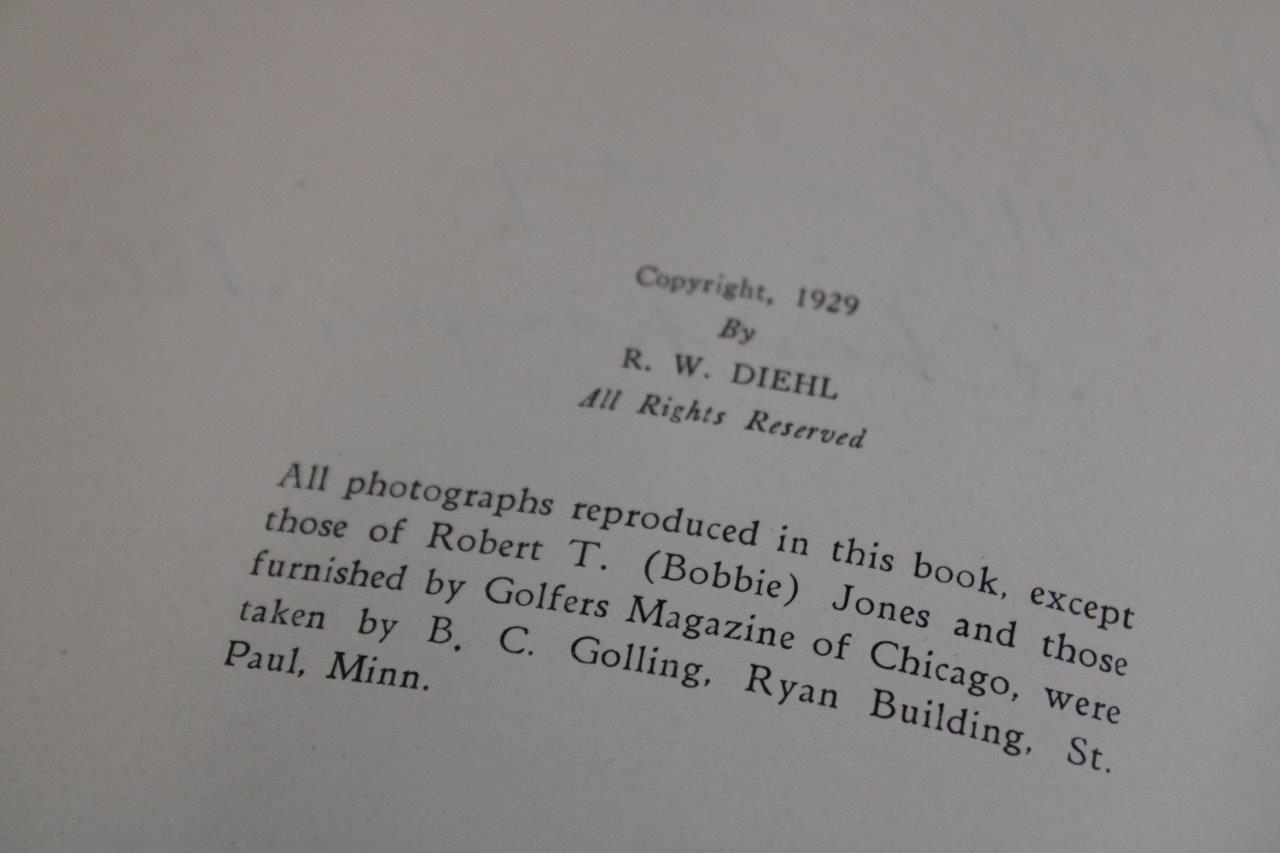 Copyright, 1929
By
R. W. DIEHL
All Rights Reserved
All photographs reproduced in this book, except
those of Robert T. (Bobbie) Jones and those
furnished by Golfers Magazine of Chicago, were
taken by B. C. Golling, Ryan Building, St.
Paul, Minn.